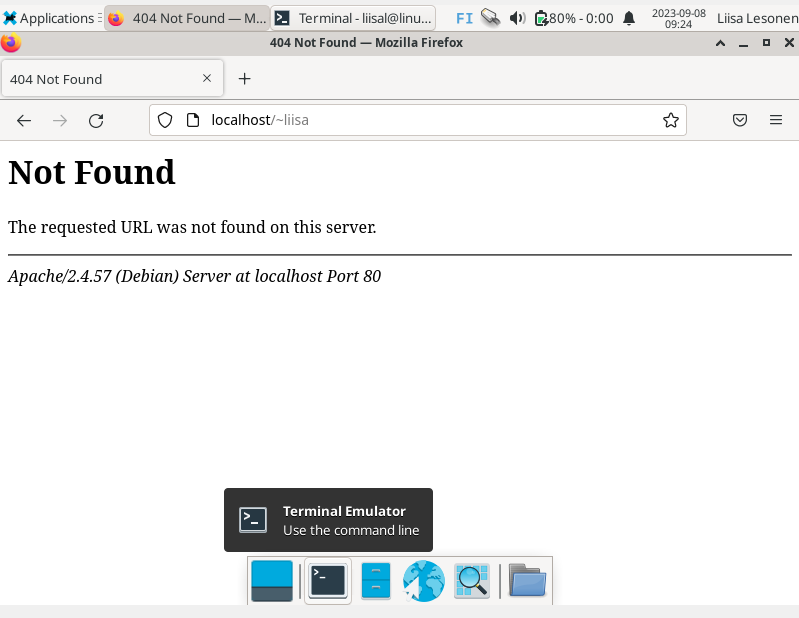 Applications
404 Not Found — M...
Terminal - liisal@linu...
FI
80% - 0:00
2023-09-08
09:24
Liisa Lesonen
404 Not Found — Mozilla Firefox
404 Not Found
localhost/~liisa
Not Found
The requested URL was not found on this server.
Apache/2.4.57 (Debian) Server at localhost Port 80
Terminal Emulator
Use the command line